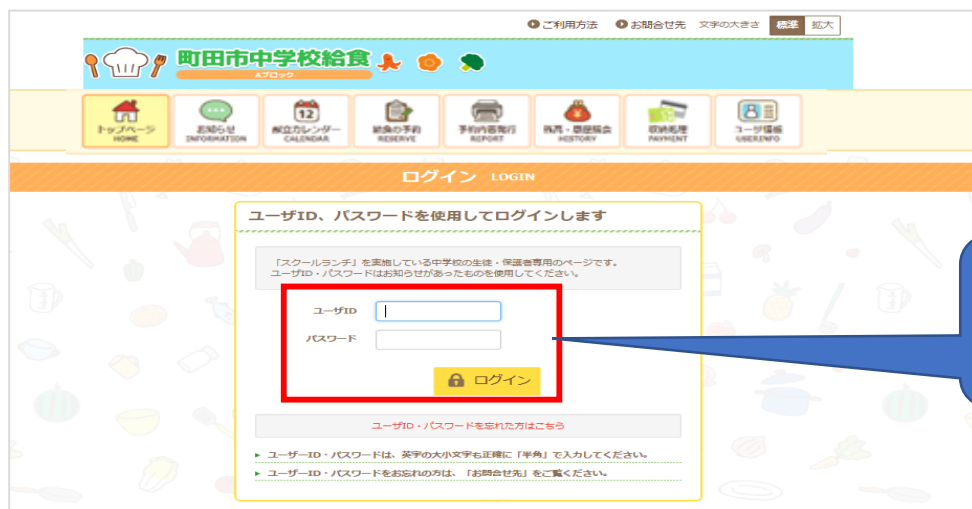 ご利用方法 お問合せ先 文字の大きさ 標準 拡大
町田市中学校給食
Aブロック
トップページ お知らせ 献立カレンダー 給食の予約 予約内容発行 残高・履歴照会 収納処理 ユーザ情報
HOME INFORMATION CALENDAR RESERVE REPORT HISTORY PAYMENT USERINFO
ログイン LOGIN
ユーザID、パスワードを使用してログインします
「スクールランチ」を実施している中学校の生徒・保護者専用のページです。
ユーザID・パスワードはお知らせがあったものを使用してください。
ユーザID
パスワード
ログイン
ユーザID・パスワードを忘れた方はこちら
ユーザーID・パスワードは、英字の大小文字も正確に「半角」で入力してください。
ユーザーID・パスワードをお忘れの方は、「お問合せ先」をご覧ください。